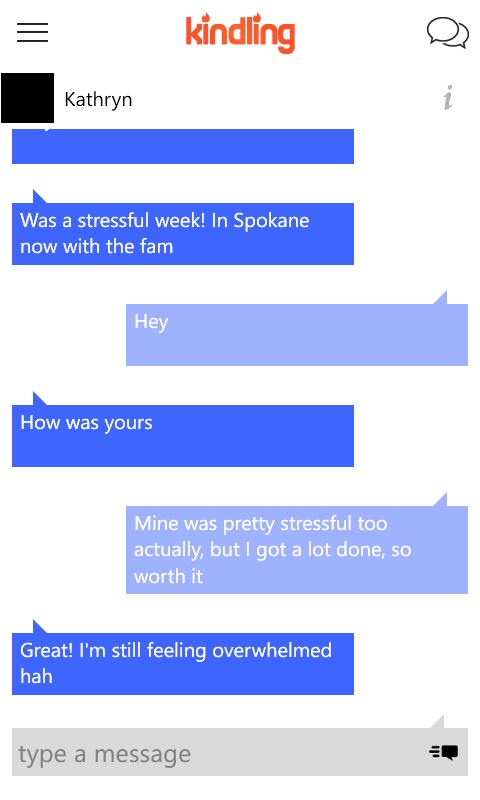 kindling
Kathryn
i
Was a stressful week! In Spokane
now with the fam
Hey
How was yours
Mine was pretty stressful too
actually, but I got a lot done, so
worth it
Great! I'm still feeling overwhelmed
hah
type a message